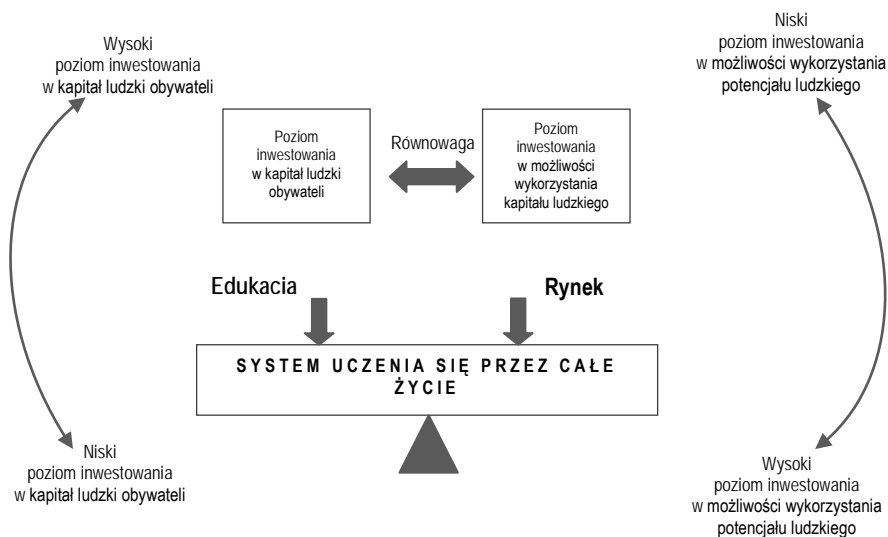 Wysoki
poziom inwestowania
w kapitał ludzki obywateli
Niski
poziom inwestowania
w możliwości wykorzystania
potencjału ludzkiego
Poziom
inwestowania
w kapitał ludzki
obywateli
Równowaga
Poziom
inwestowania
w możliwości
wykorzystania
kapitału ludzkiego
Edukacia
Rynek
SYSTEM UCZENIA SIĘ PRZEZ CAŁE
ŻYCIE
Niski
poziom inwestowania
w kapitał ludzki obywateli
Wysoki
poziom inwestowania
w możliwości wykorzystania
potencjału ludzkiego